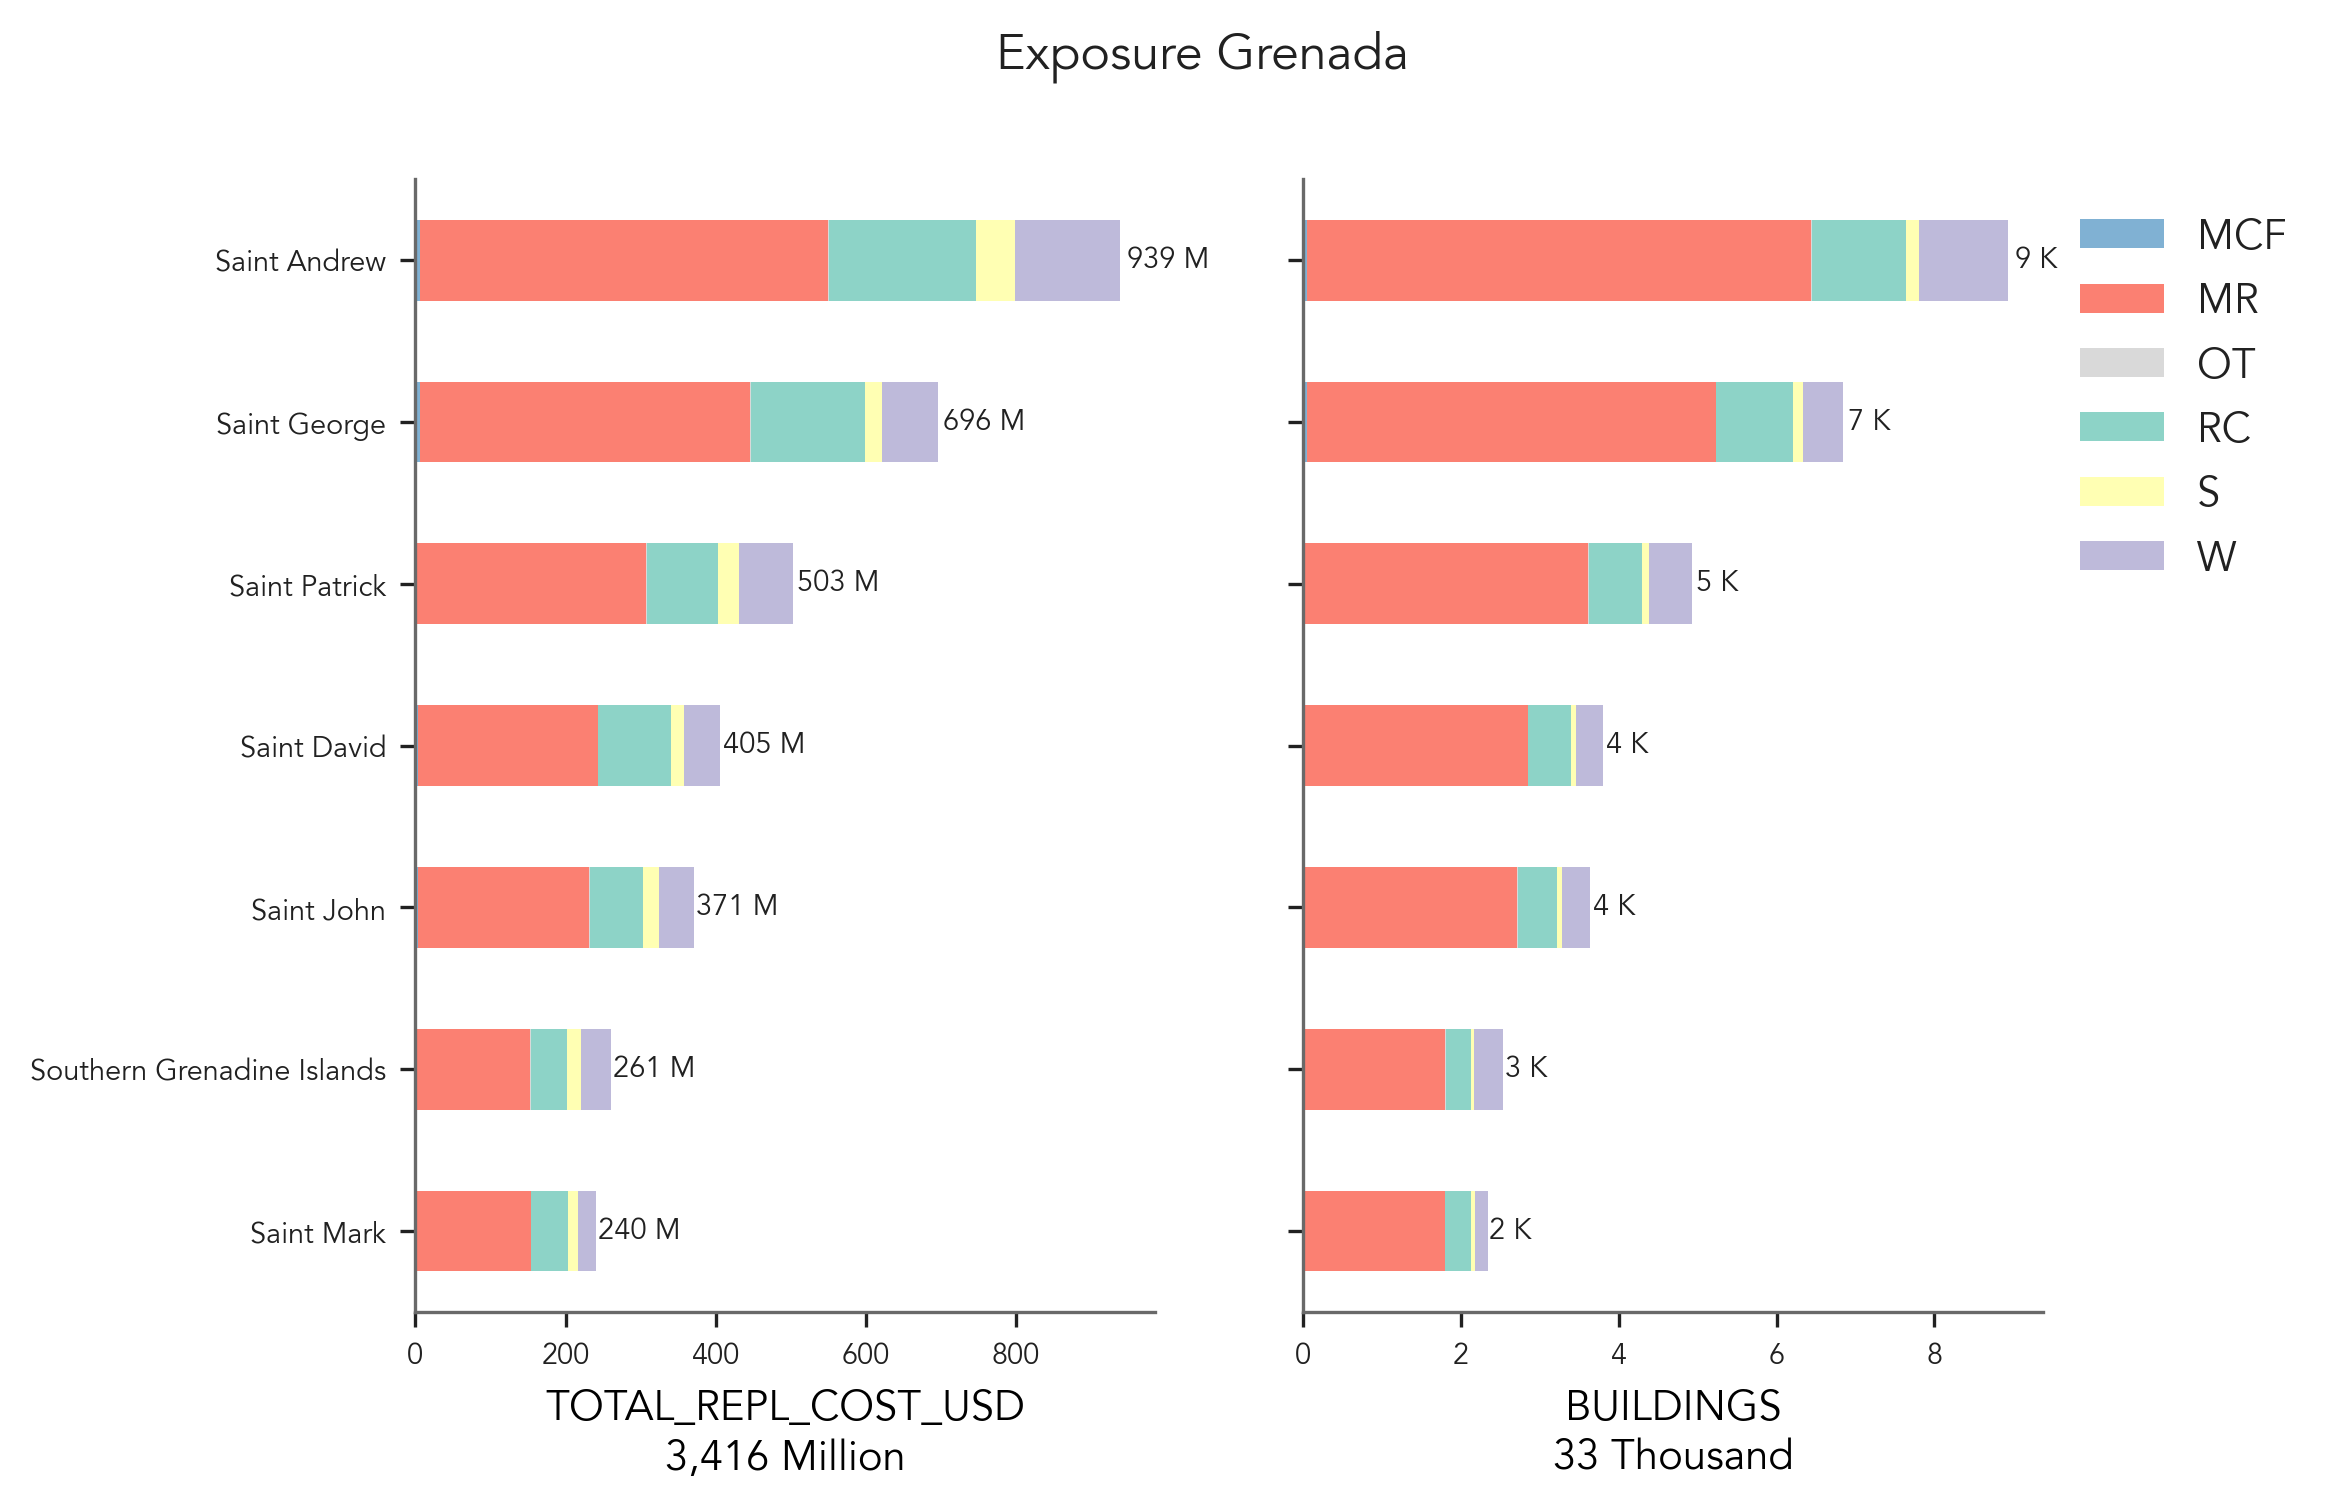 Exposure Grenada
Saint Andrew
939 M
9 K
Saint George
696 M
7 K
Saint Patrick
503 M
5 K
Saint David
405 M
4 K
Saint John
371 M
4 K
Southern Grenadine Islands
261 M
3 K
Saint Mark
240 M
2 K
0 200 400 600 800
TOTAL_REPL_COST_USD
3,416 Million
0 2 4 6 8
BUILDINGS
33 Thousand
MCF
MR
OT
RC
S
W